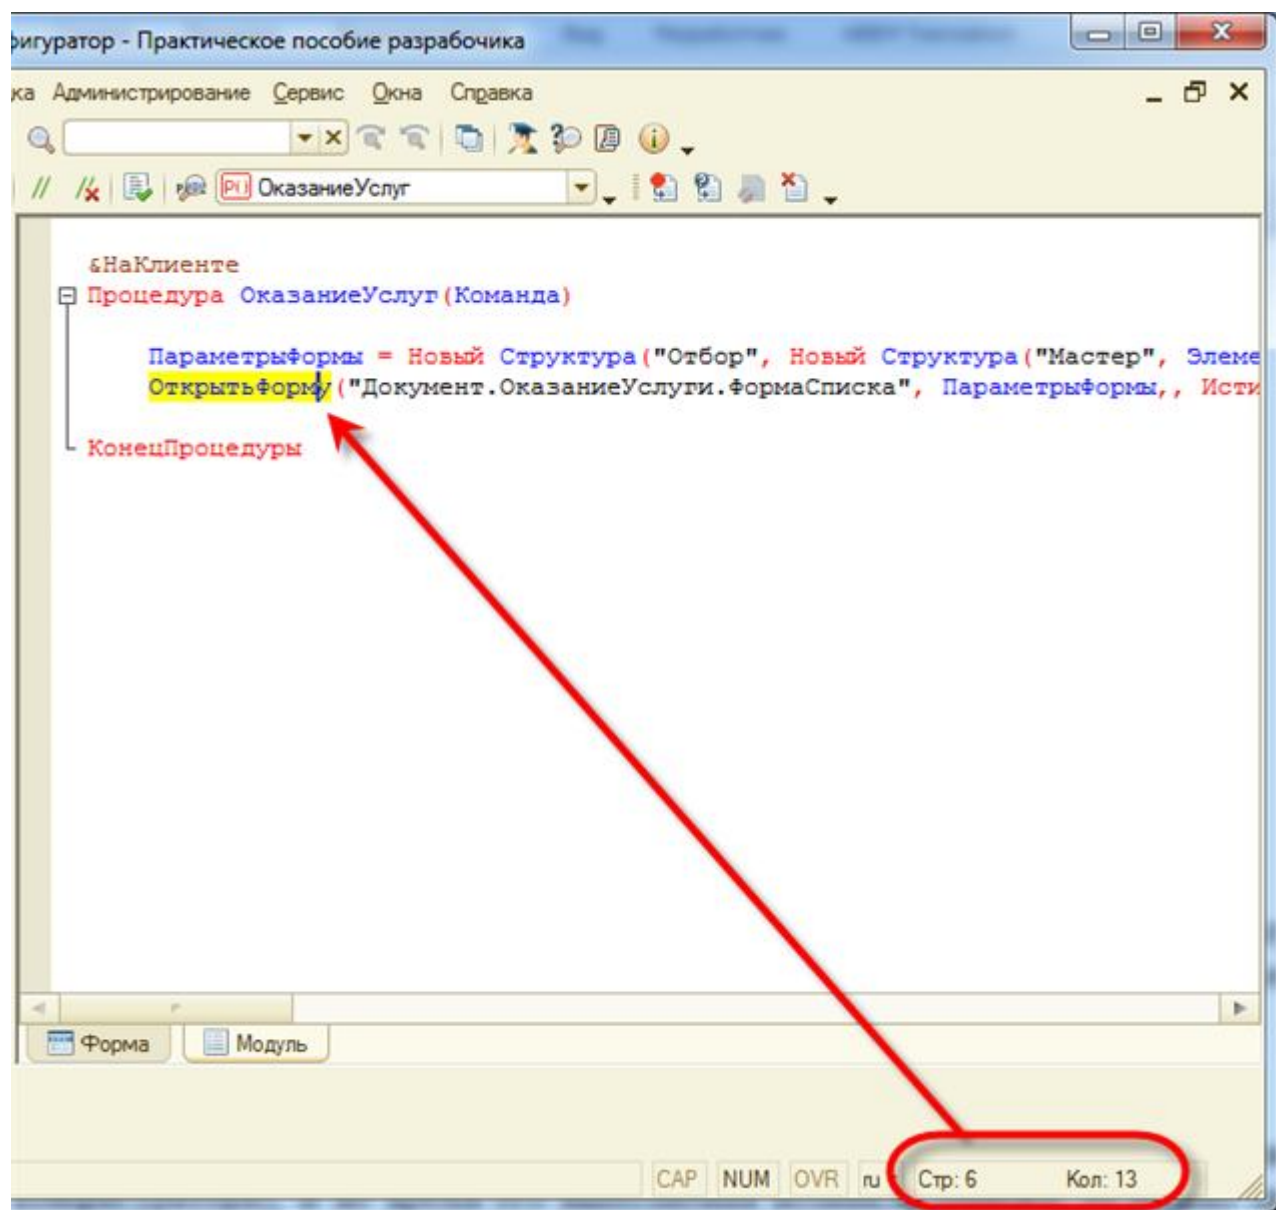 фигуратор - Практическое пособие разрабочика
ка Администрирование Сервис Окна Справка
ОказаниеУслуг
&НаКлиенте
Процедура ОказаниеУслуг(Команда)
ПараметрыФормы = Новый Структура("Отбор", Новый Структура("Мастер", Элеме
ОткрытьФорму("Документ.ОказаниеУслуги.ФормаСписка", ПараметрыФормы,, Исти
КонецПроцедуры
Форма Модуль
CAP NUM OVR ru Стр: 6 Кол: 13